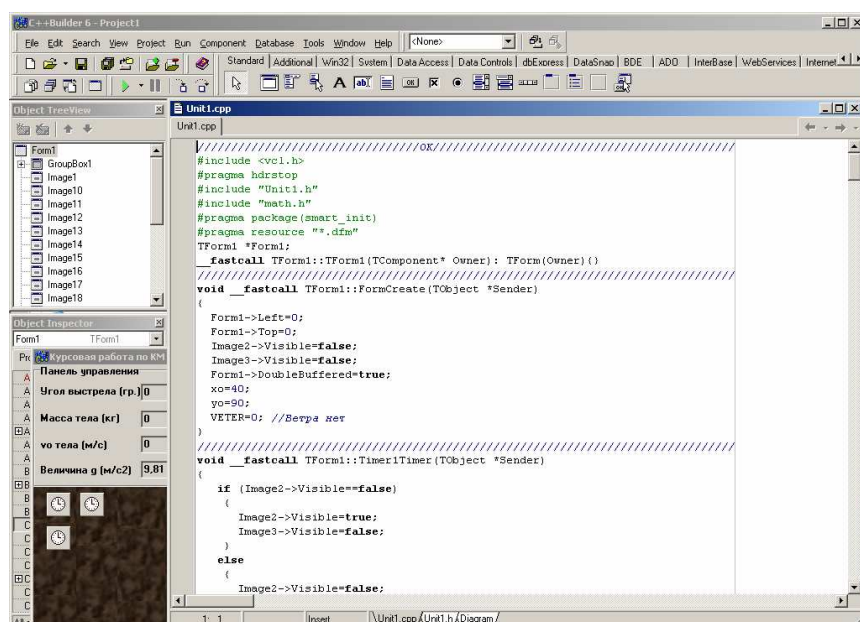 C++Builder 6 - Project1
File Edit Search View Project Run Component Database Tools Window Help <None>
Standard Additional Win32 System Data Access Data Controls dbExpress DataSnap BDE ADO InterBase WebServices Internet
Object TreeView
Form1
GroupBox1
Image1
Image10
Image11
Image12
Image13
Image14
Image15
Image16
Image17
Image18
Object Inspector
Form1 TForm1
Курсовая работа по КМ
Панель управления
Угол выстрела (гр.) 0
Масса тела (кг) 0
vo тела (м/с) 0
Величина g (м/с2) 9,81
Unit1.cpp
Unit1.cpp
/////////////////////////////////OK/////////////////////////////////////////////
#include <vcl.h>
#pragma hdrstop
#include "Unit1.h"
#include "math.h"
#pragma package(smart_init)
#pragma resource "*.dfm"
TForm1 *Form1;
__fastcall TForm1::TForm1(TComponent* Owner): TForm(Owner){}
////////////////////////////////////////////////////////////////////////////////
void __fastcall TForm1::FormCreate(TObject *Sender)
{
Form1->Left=0;
Form1->Top=0;
Image2->Visible=false;
Image3->Visible=false;
Form1->DoubleBuffered=true;
xo=40;
yo=90;
VETER=0; //Ветра нет
}
////////////////////////////////////////////////////////////////////////////////
void __fastcall TForm1::Timer1Timer(TObject *Sender)
{
if (Image2->Visible==false)
{
Image2->Visible=true;
Image3->Visible=false;
}
else
{
Image2->Visible=false;
1: 1 Insert Unit1.cpp Unit1.h Diagram